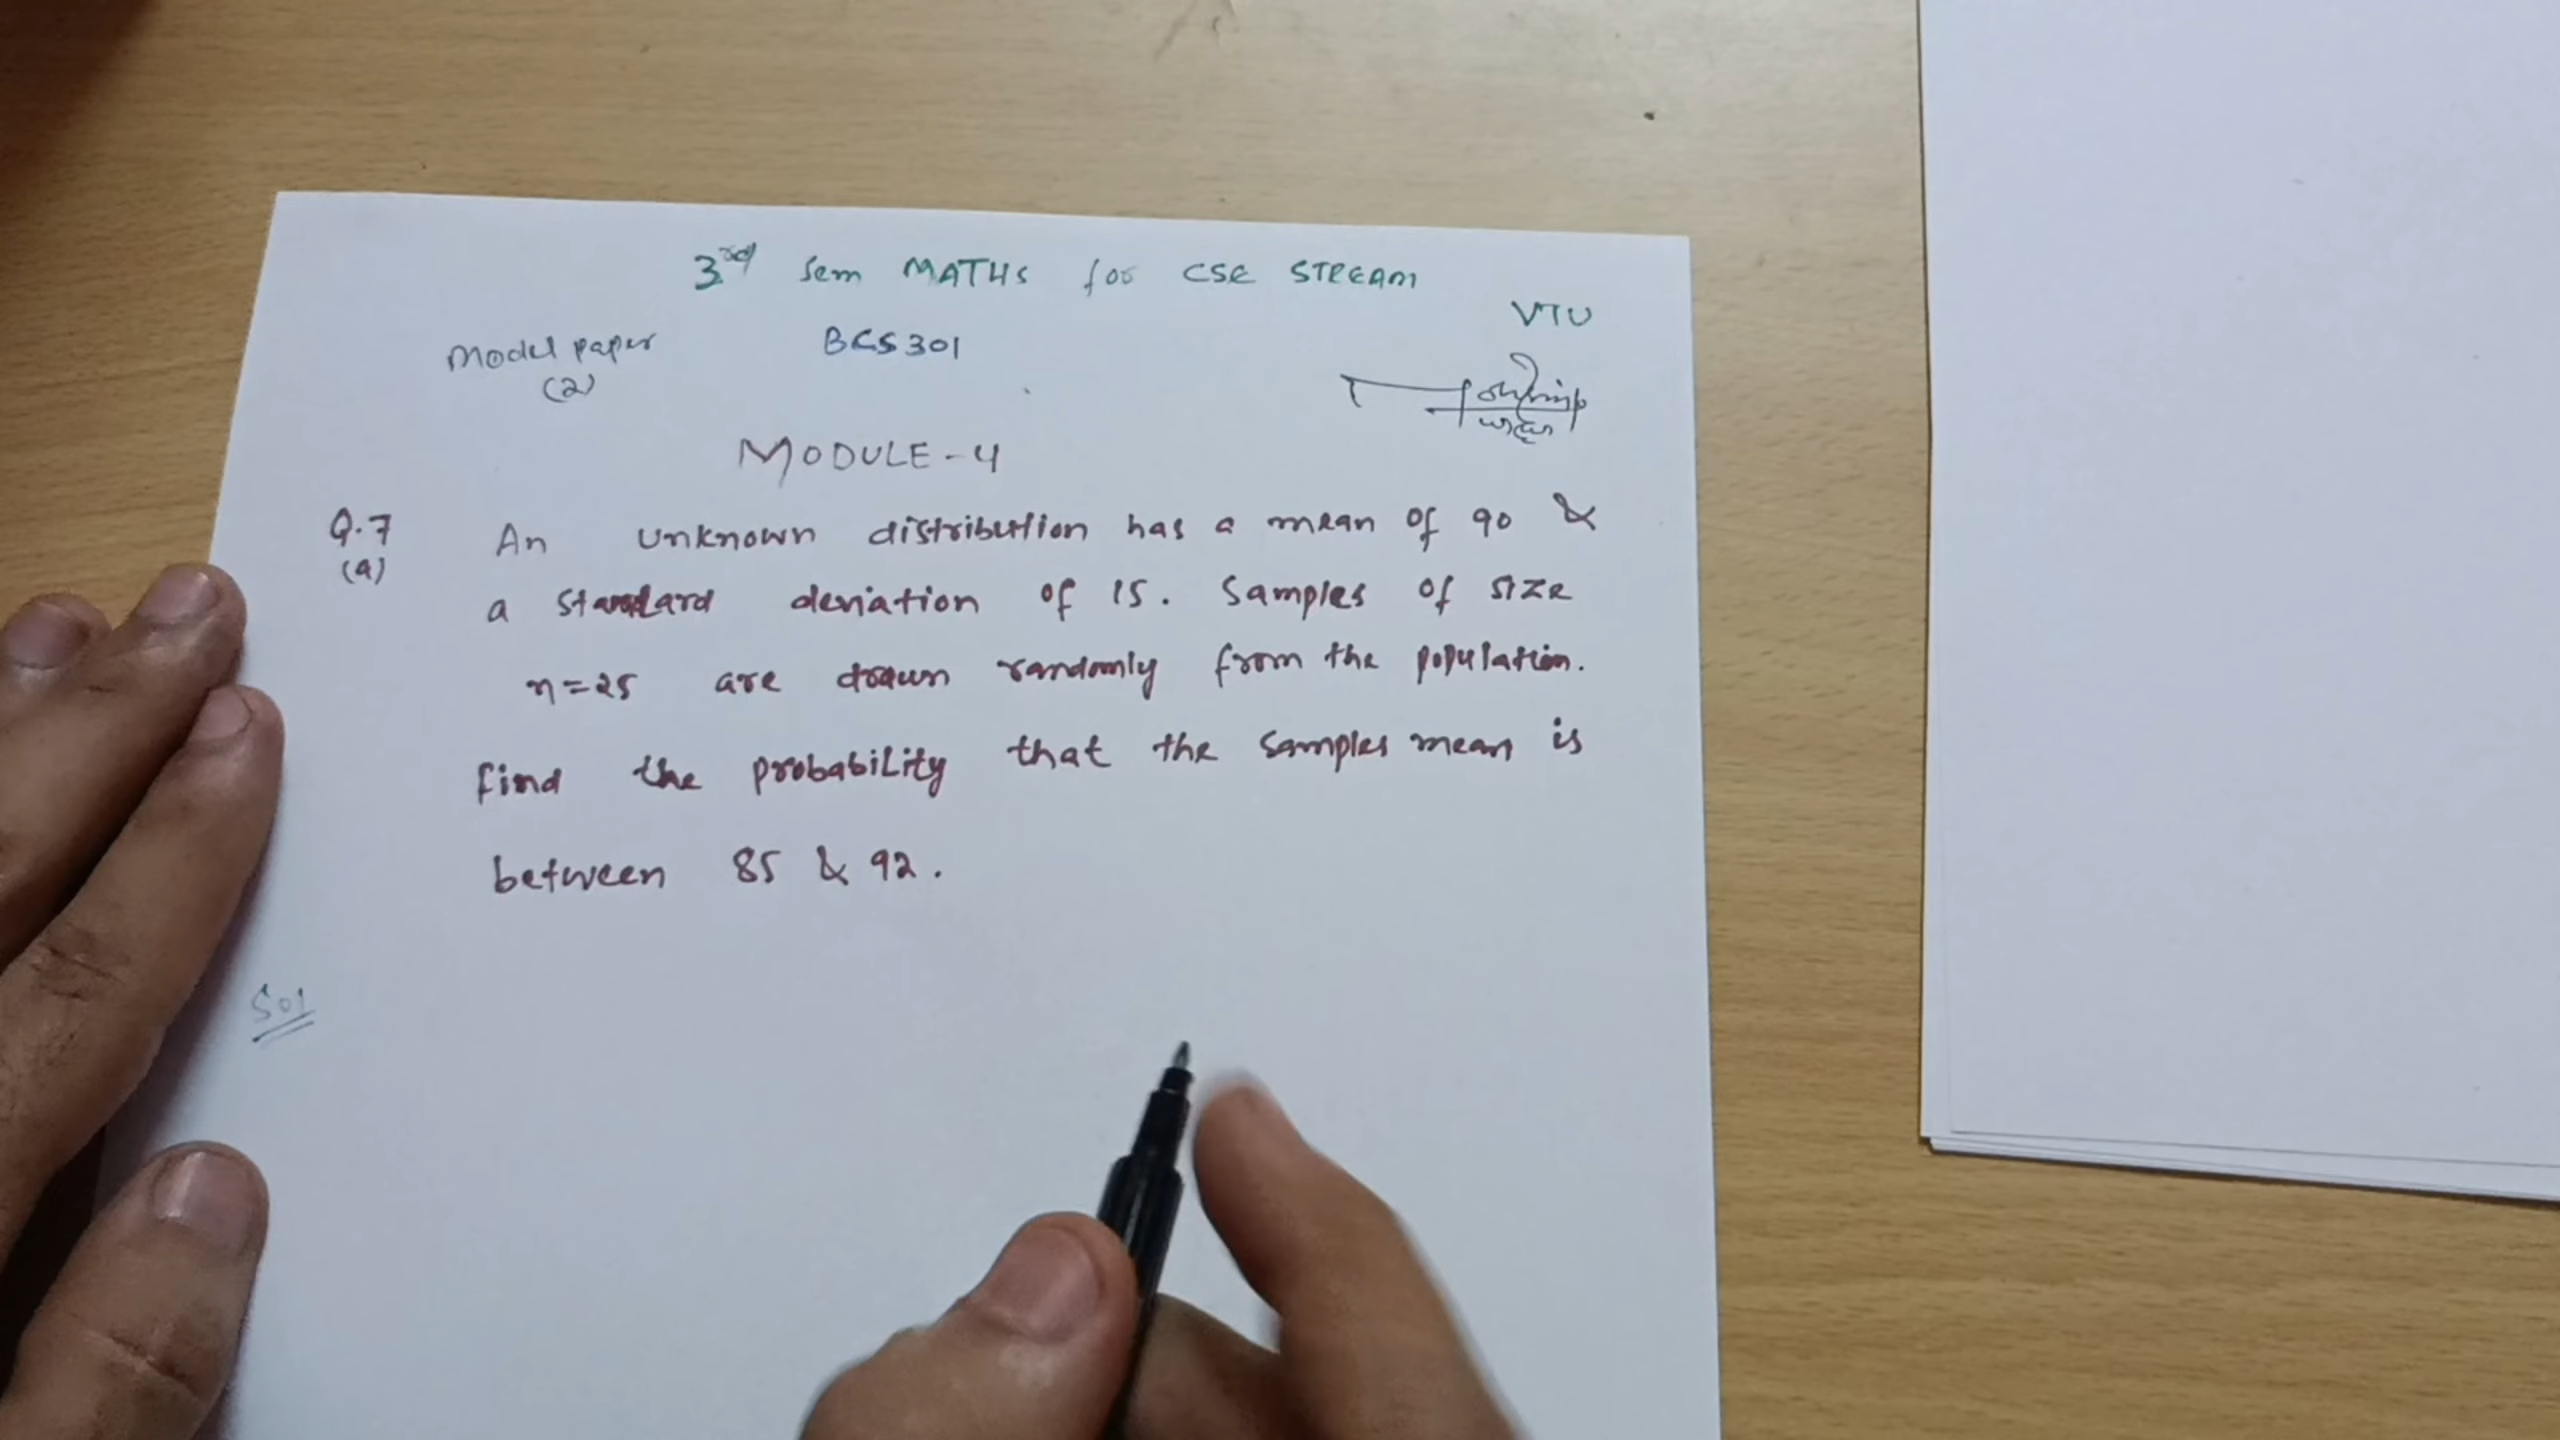 3rd Sem MATHS for CSE STREAM
VTU
Model paper BCS301
(2)
MODULE-4
Q.7 An unknown distribution has a mean of 90 &
(a) a standard deviation of 15. Samples of size
n=25 are drawn randomly from the population.
find the probability that the samples mean is
between 85 & 92.
Sol